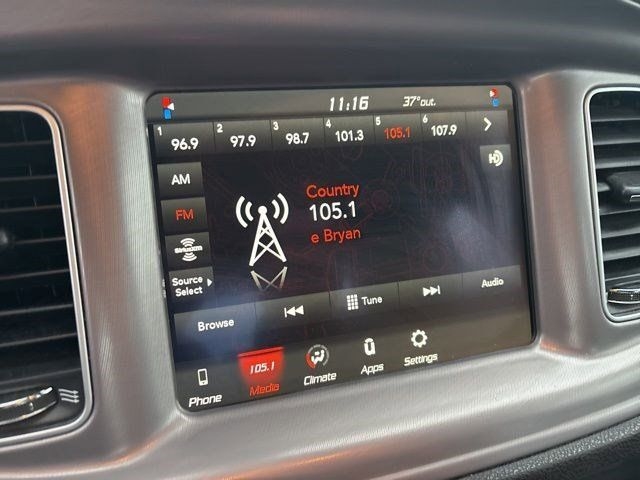 11:16 37° out.
1 96.9 2 97.9 3 98.7 4 101.3 5 105.1 6 107.9
AM
HD
FM
Country
105.1
e Bryan
SiriusXM
Source
Select
Browse Tune Audio
Phone 105.1 Media Climate Apps Settings